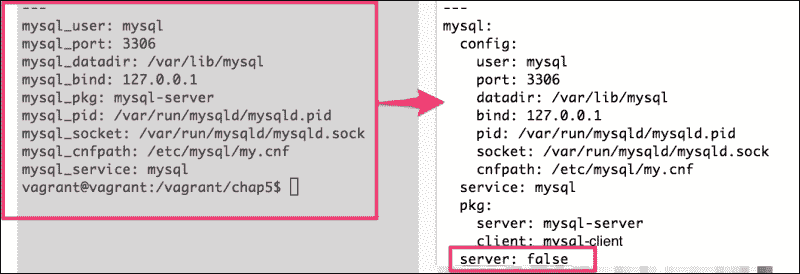 ---
mysql_user: mysql
mysql_port: 3306
mysql_datadir: /var/lib/mysql
mysql_bind: 127.0.0.1
mysql_pkg: mysql-server
mysql_pid: /var/run/mysqld/mysqld.pid
mysql_socket: /var/run/mysqld/mysqld.sock
mysql_cnfpath: /etc/mysql/my.cnf
mysql_service: mysql
vagrant@vagrant:/vagrant/chap5$
---
mysql:
  config:
    user: mysql
    port: 3306
    datadir: /var/lib/mysql
    bind: 127.0.0.1
    pid: /var/run/mysqld/mysqld.pid
    socket: /var/run/mysqld/mysqld.sock
    cnfpath: /etc/mysql/my.cnf
  service: mysql
  pkg:
    server: mysql-server
    client: mysql-client
  server: false